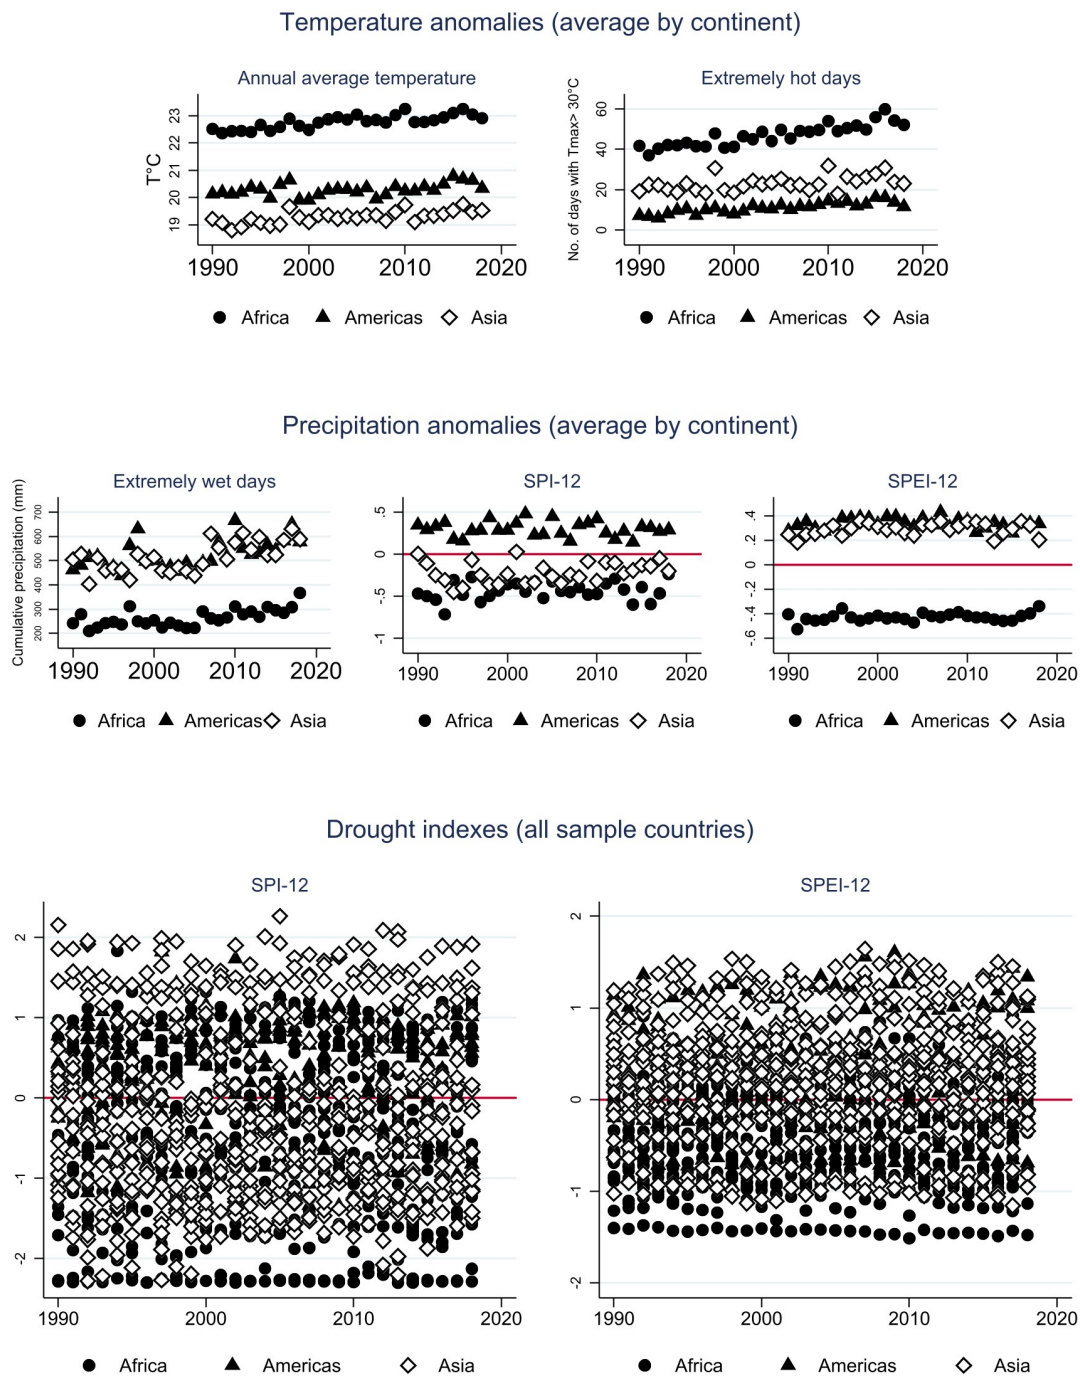 Temperature anomalies (average by continent)
Annual average temperature
T°C
23
22
21
20
19
1990 2000 2010 2020
Africa Americas Asia
Extremely hot days
No. of days with Tmax> 30°C
60
40
20
0
1990 2000 2010 2020
Africa Americas Asia
Precipitation anomalies (average by continent)
Extremely wet days
Cumulative precipitation (mm)
700
600
500
400
300
200
1990 2000 2010 2020
Africa Americas Asia
SPI-12
.5
0
-.5
-1
1990 2000 2010 2020
Africa Americas Asia
SPEI-12
.4
.2
0
-.2
-.4
-.6
1990 2000 2010 2020
Africa Americas Asia
Drought indexes (all sample countries)
SPI-12
2
1
0
-1
-2
1990 2000 2010 2020
Africa Americas Asia
SPEI-12
2
1
0
-1
-2
1990 2000 2010 2020
Africa Americas Asia